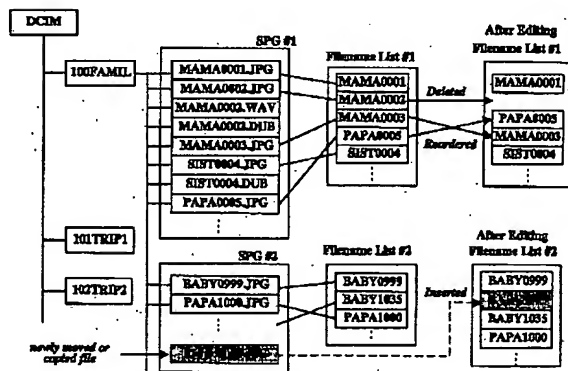 DCIM
100FAMIL
101TRIP1
102TRIP2
newly moved or
copied file
SPG #1
MAMA0001.JPG
MAMA0002.JPG
MAMA0002.WAV
MAMA0002.DUB
MAMA0003.JPG
SIST0004.JPG
SIST0004.DUB
PAPA0005.JPG
SPG #2
BABY0999.JPG
PAPA1000.JPG
Filename List #1
MAMA0001
MAMA0002
MAMA0003
PAPA0005
SIST0004
Filename List #2
BABY0999
BABY1035
PAPA1000
Deleted
Reordered
Inserted
After Editing
Filename List #1
MAMA0001
PAPA0005
MAMA0003
SIST0004
After Editing
Filename List #2
BABY0999
BABY1035
PAPA1000